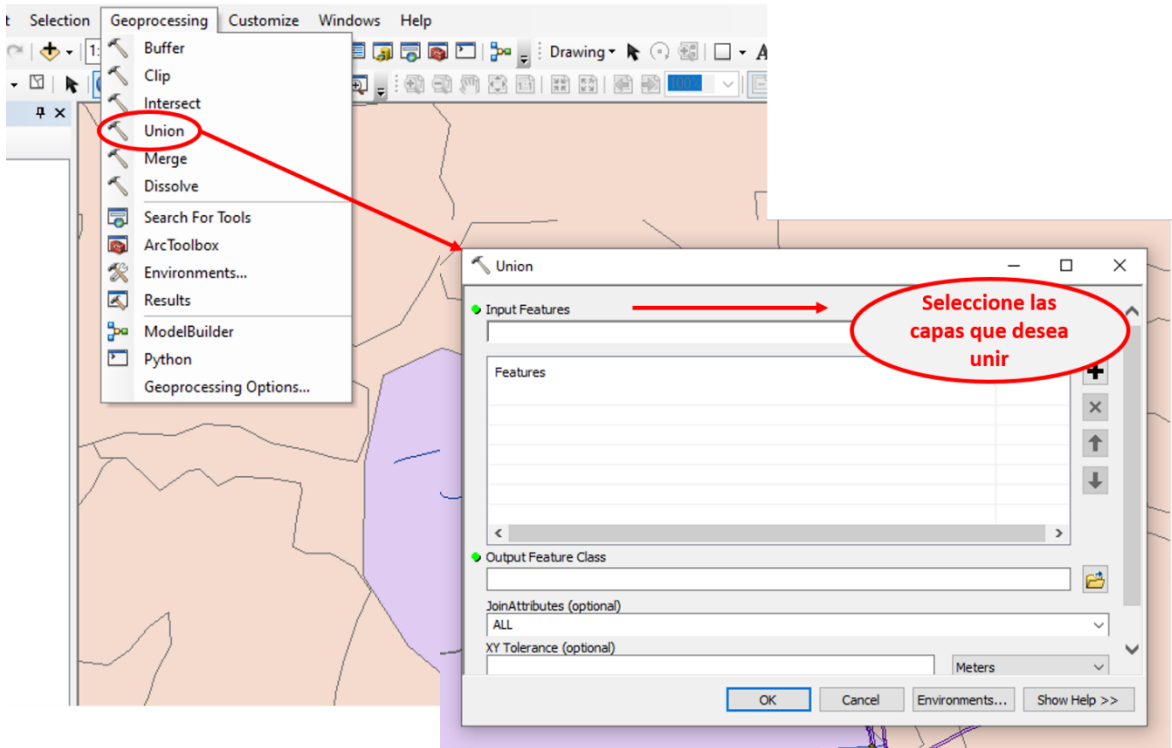 t Selection Geoprocessing Customize Windows Help
1:
Drawing
A
100%
Buffer
Clip
Intersect
Union
Merge
Dissolve
Search For Tools
ArcToolbox
Environments...
Results
ModelBuilder
Python
Geoprocessing Options...
Union
Input Features
Seleccione las
capas que desea
unir
Features
Output Feature Class
JoinAttributes (optional)
ALL
XY Tolerance (optional)
Meters
OK Cancel Environments... Show Help >>